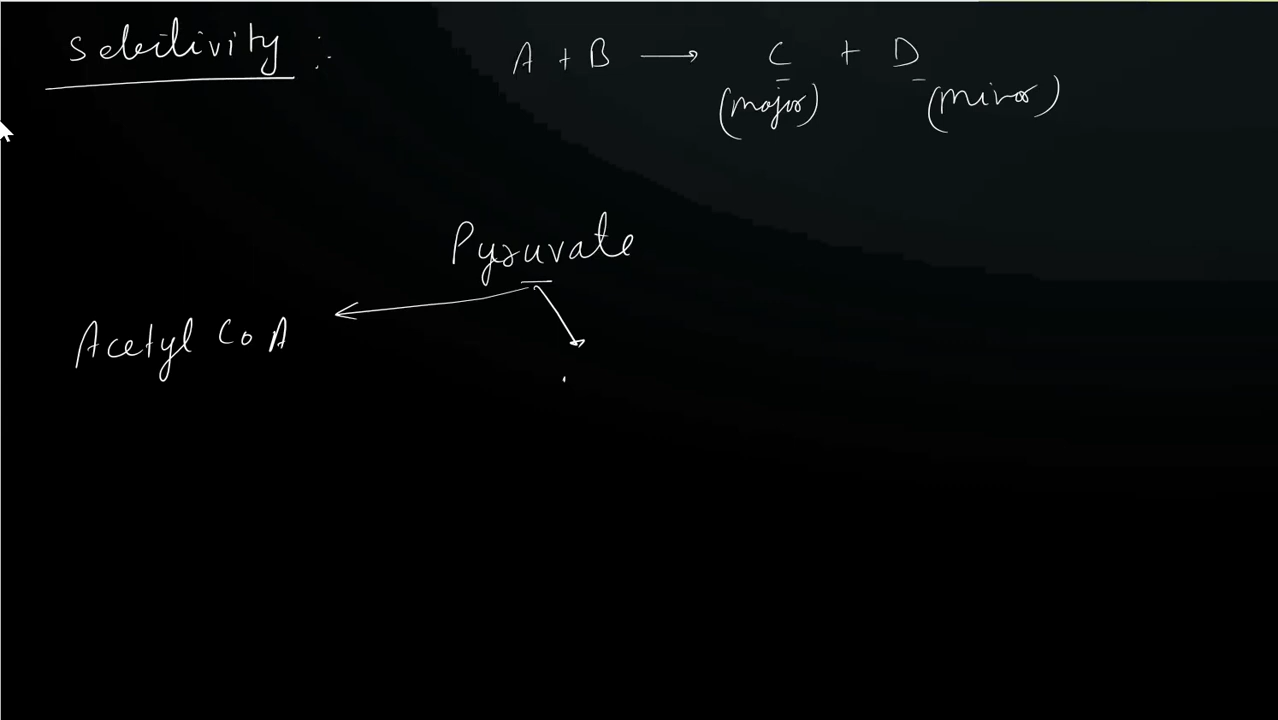 Selectivity :-
A + B → C + D
(major) (minor)
Pyruvate
Acetyl CoA